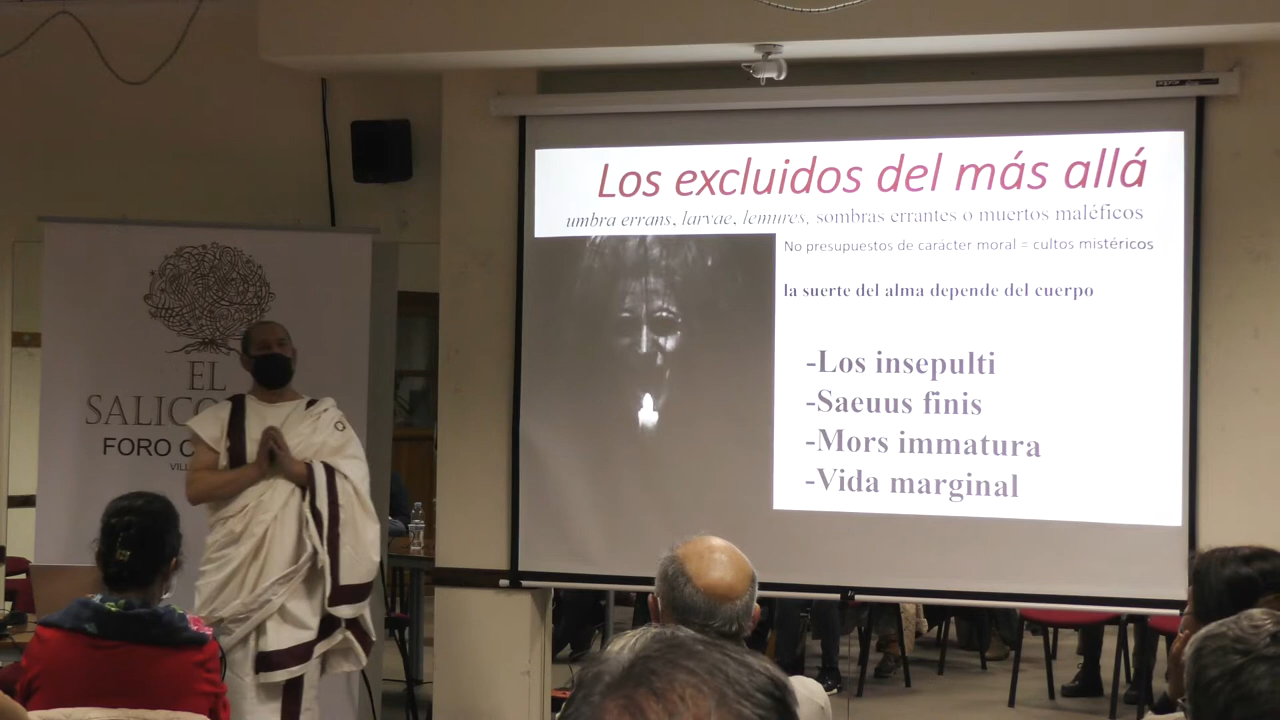 Los excluidos del más allá
umbra errans, larvae, lemures, sombras errantes o muertos maléficos
No presupuestos de carácter moral = cultos mistéricos
la suerte del alma depende del cuerpo
-Los insepulti
-Saeuus finis
-Mors immatura
-Vida marginal
EL
SALICO
FORO C
VILL